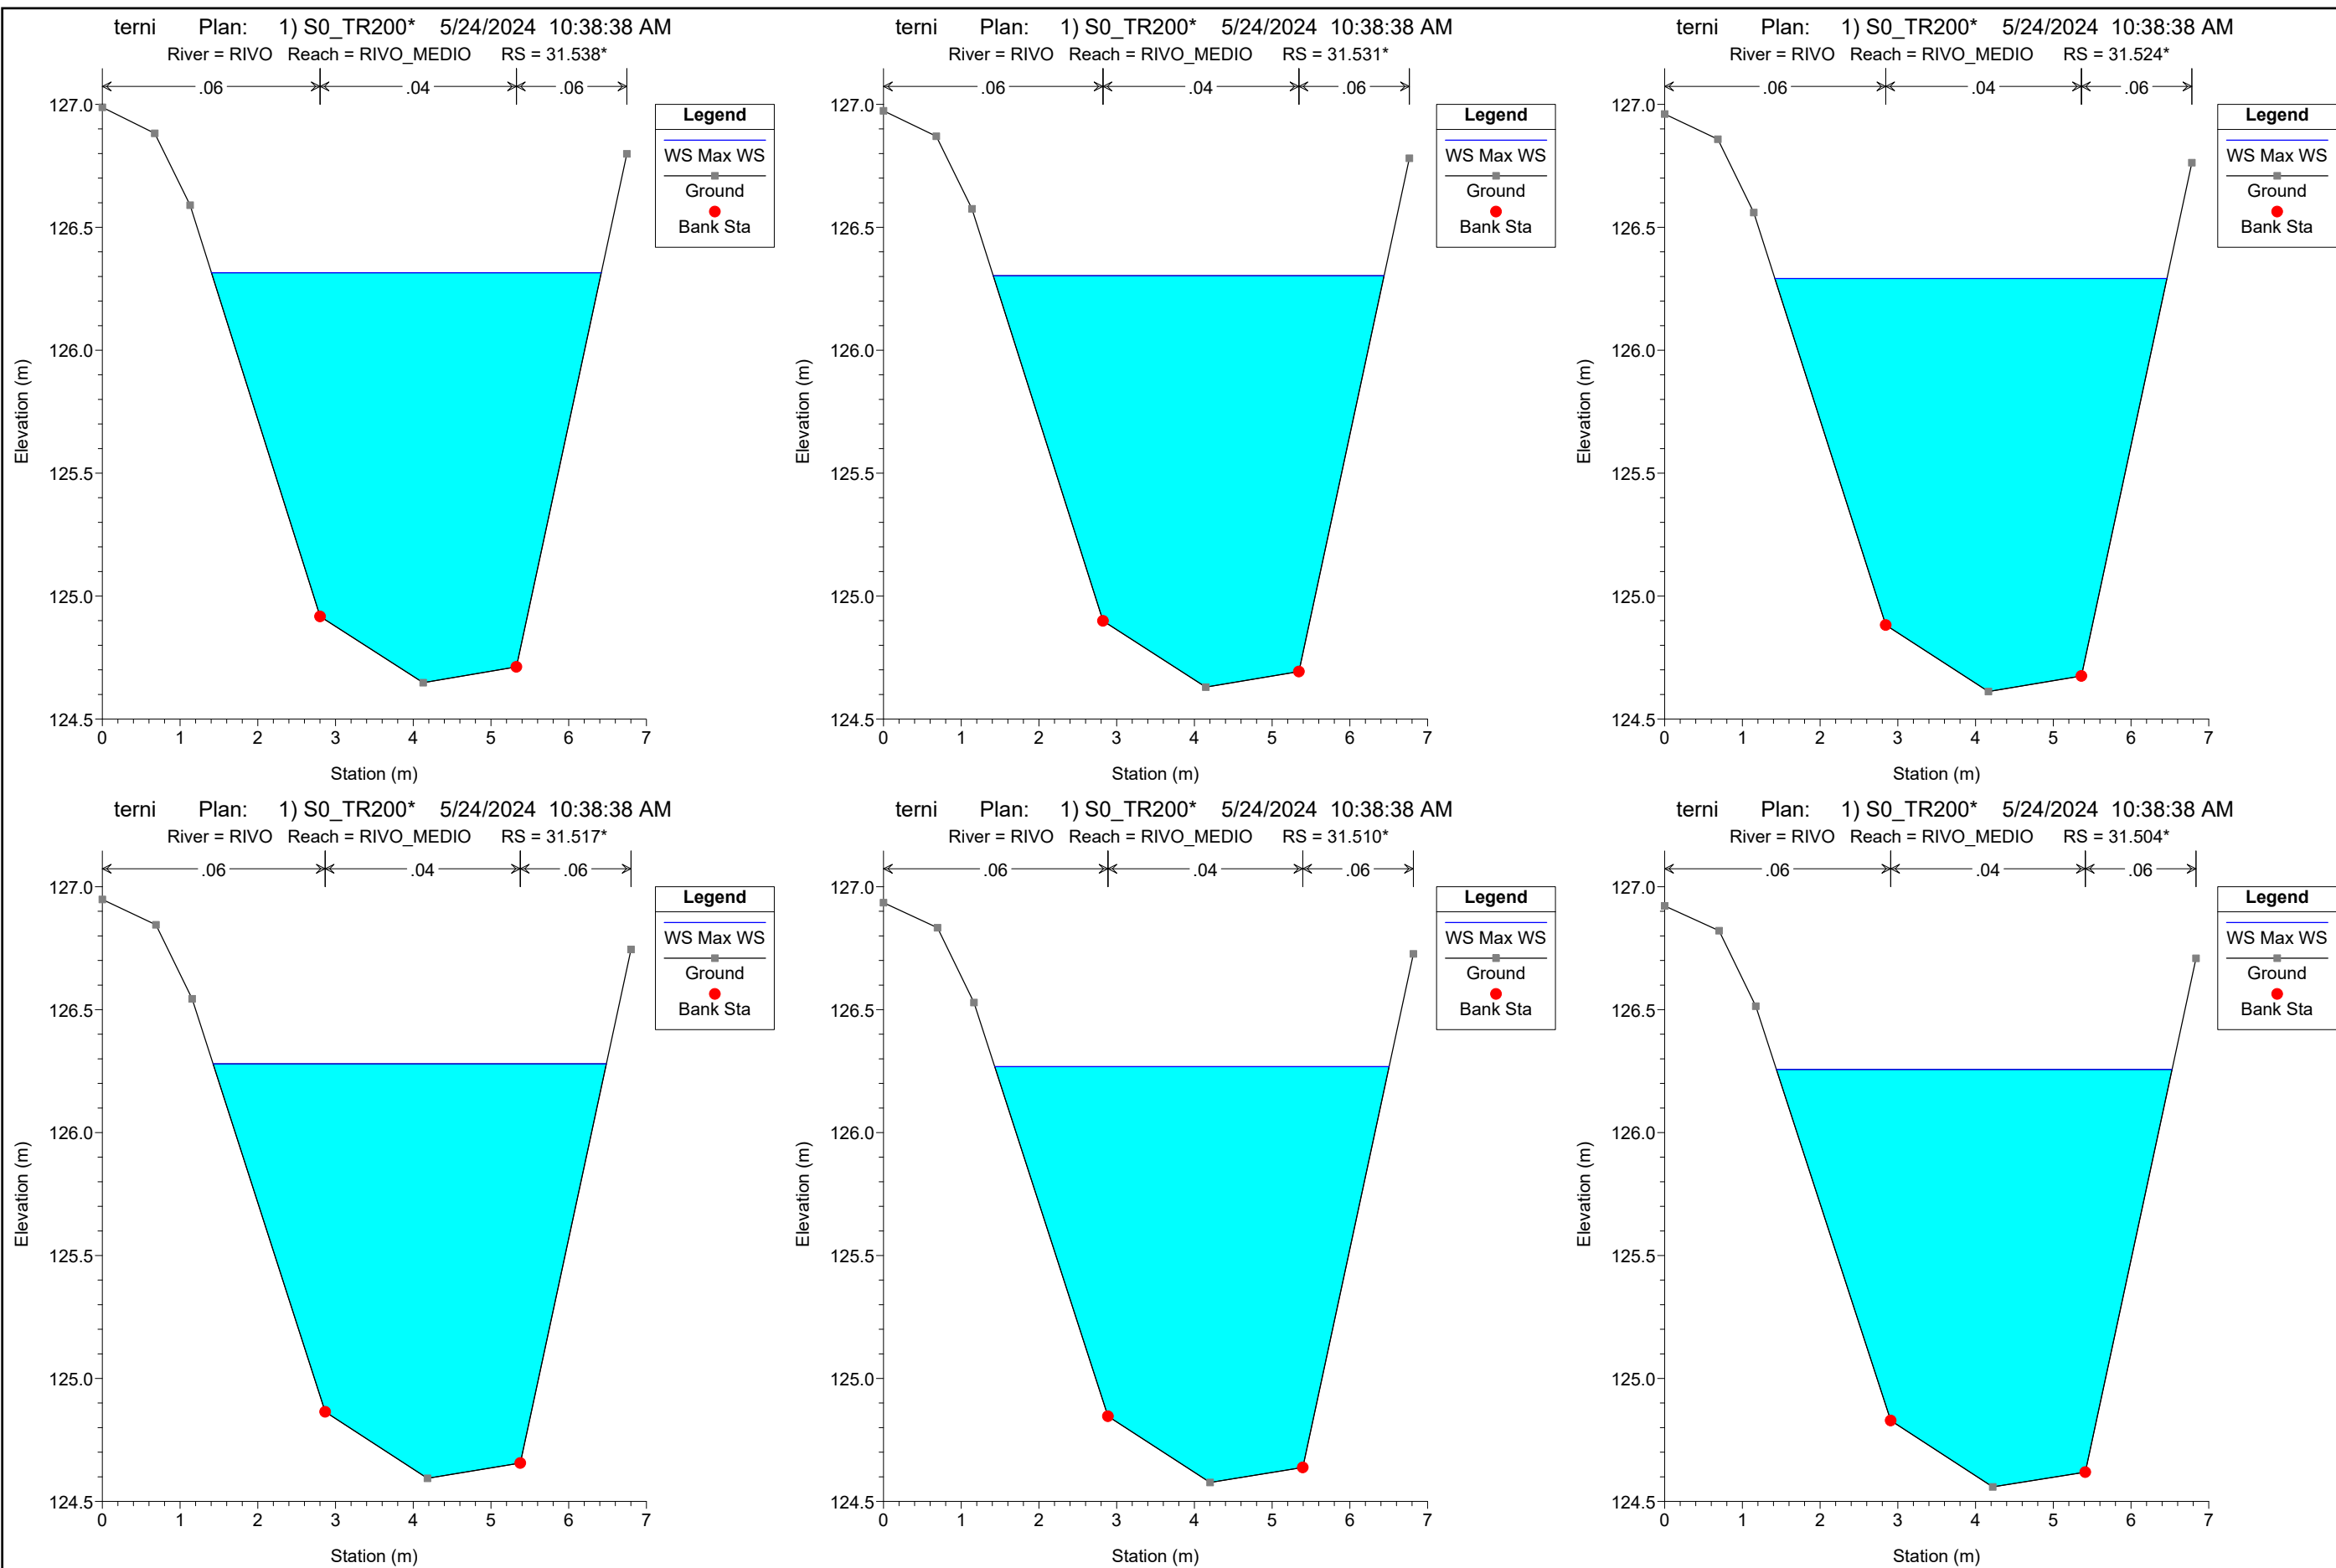 terni Plan: 1) S0_TR200* 5/24/2024 10:38:38 AM
River = RIVO Reach = RIVO_MEDIO RS = 31.538*
.06 .04 .06
127.0
126.5
126.0
125.5
125.0
124.5
Elevation (m)
0 1 2 3 4 5 6 7
Station (m)
Legend
WS Max WS
Ground
Bank Sta
terni Plan: 1) S0_TR200* 5/24/2024 10:38:38 AM
River = RIVO Reach = RIVO_MEDIO RS = 31.531*
.06 .04 .06
127.0
126.5
126.0
125.5
125.0
124.5
Elevation (m)
0 1 2 3 4 5 6 7
Station (m)
Legend
WS Max WS
Ground
Bank Sta
terni Plan: 1) S0_TR200* 5/24/2024 10:38:38 AM
River = RIVO Reach = RIVO_MEDIO RS = 31.524*
.06 .04 .06
127.0
126.5
126.0
125.5
125.0
124.5
Elevation (m)
0 1 2 3 4 5 6 7
Station (m)
Legend
WS Max WS
Ground
Bank Sta
terni Plan: 1) S0_TR200* 5/24/2024 10:38:38 AM
River = RIVO Reach = RIVO_MEDIO RS = 31.517*
.06 .04 .06
127.0
126.5
126.0
125.5
125.0
124.5
Elevation (m)
0 1 2 3 4 5 6 7
Station (m)
Legend
WS Max WS
Ground
Bank Sta
terni Plan: 1) S0_TR200* 5/24/2024 10:38:38 AM
River = RIVO Reach = RIVO_MEDIO RS = 31.510*
.06 .04 .06
127.0
126.5
126.0
125.5
125.0
124.5
Elevation (m)
0 1 2 3 4 5 6 7
Station (m)
Legend
WS Max WS
Ground
Bank Sta
terni Plan: 1) S0_TR200* 5/24/2024 10:38:38 AM
River = RIVO Reach = RIVO_MEDIO RS = 31.504*
.06 .04 .06
127.0
126.5
126.0
125.5
125.0
124.5
Elevation (m)
0 1 2 3 4 5 6 7
Station (m)
Legend
WS Max WS
Ground
Bank Sta